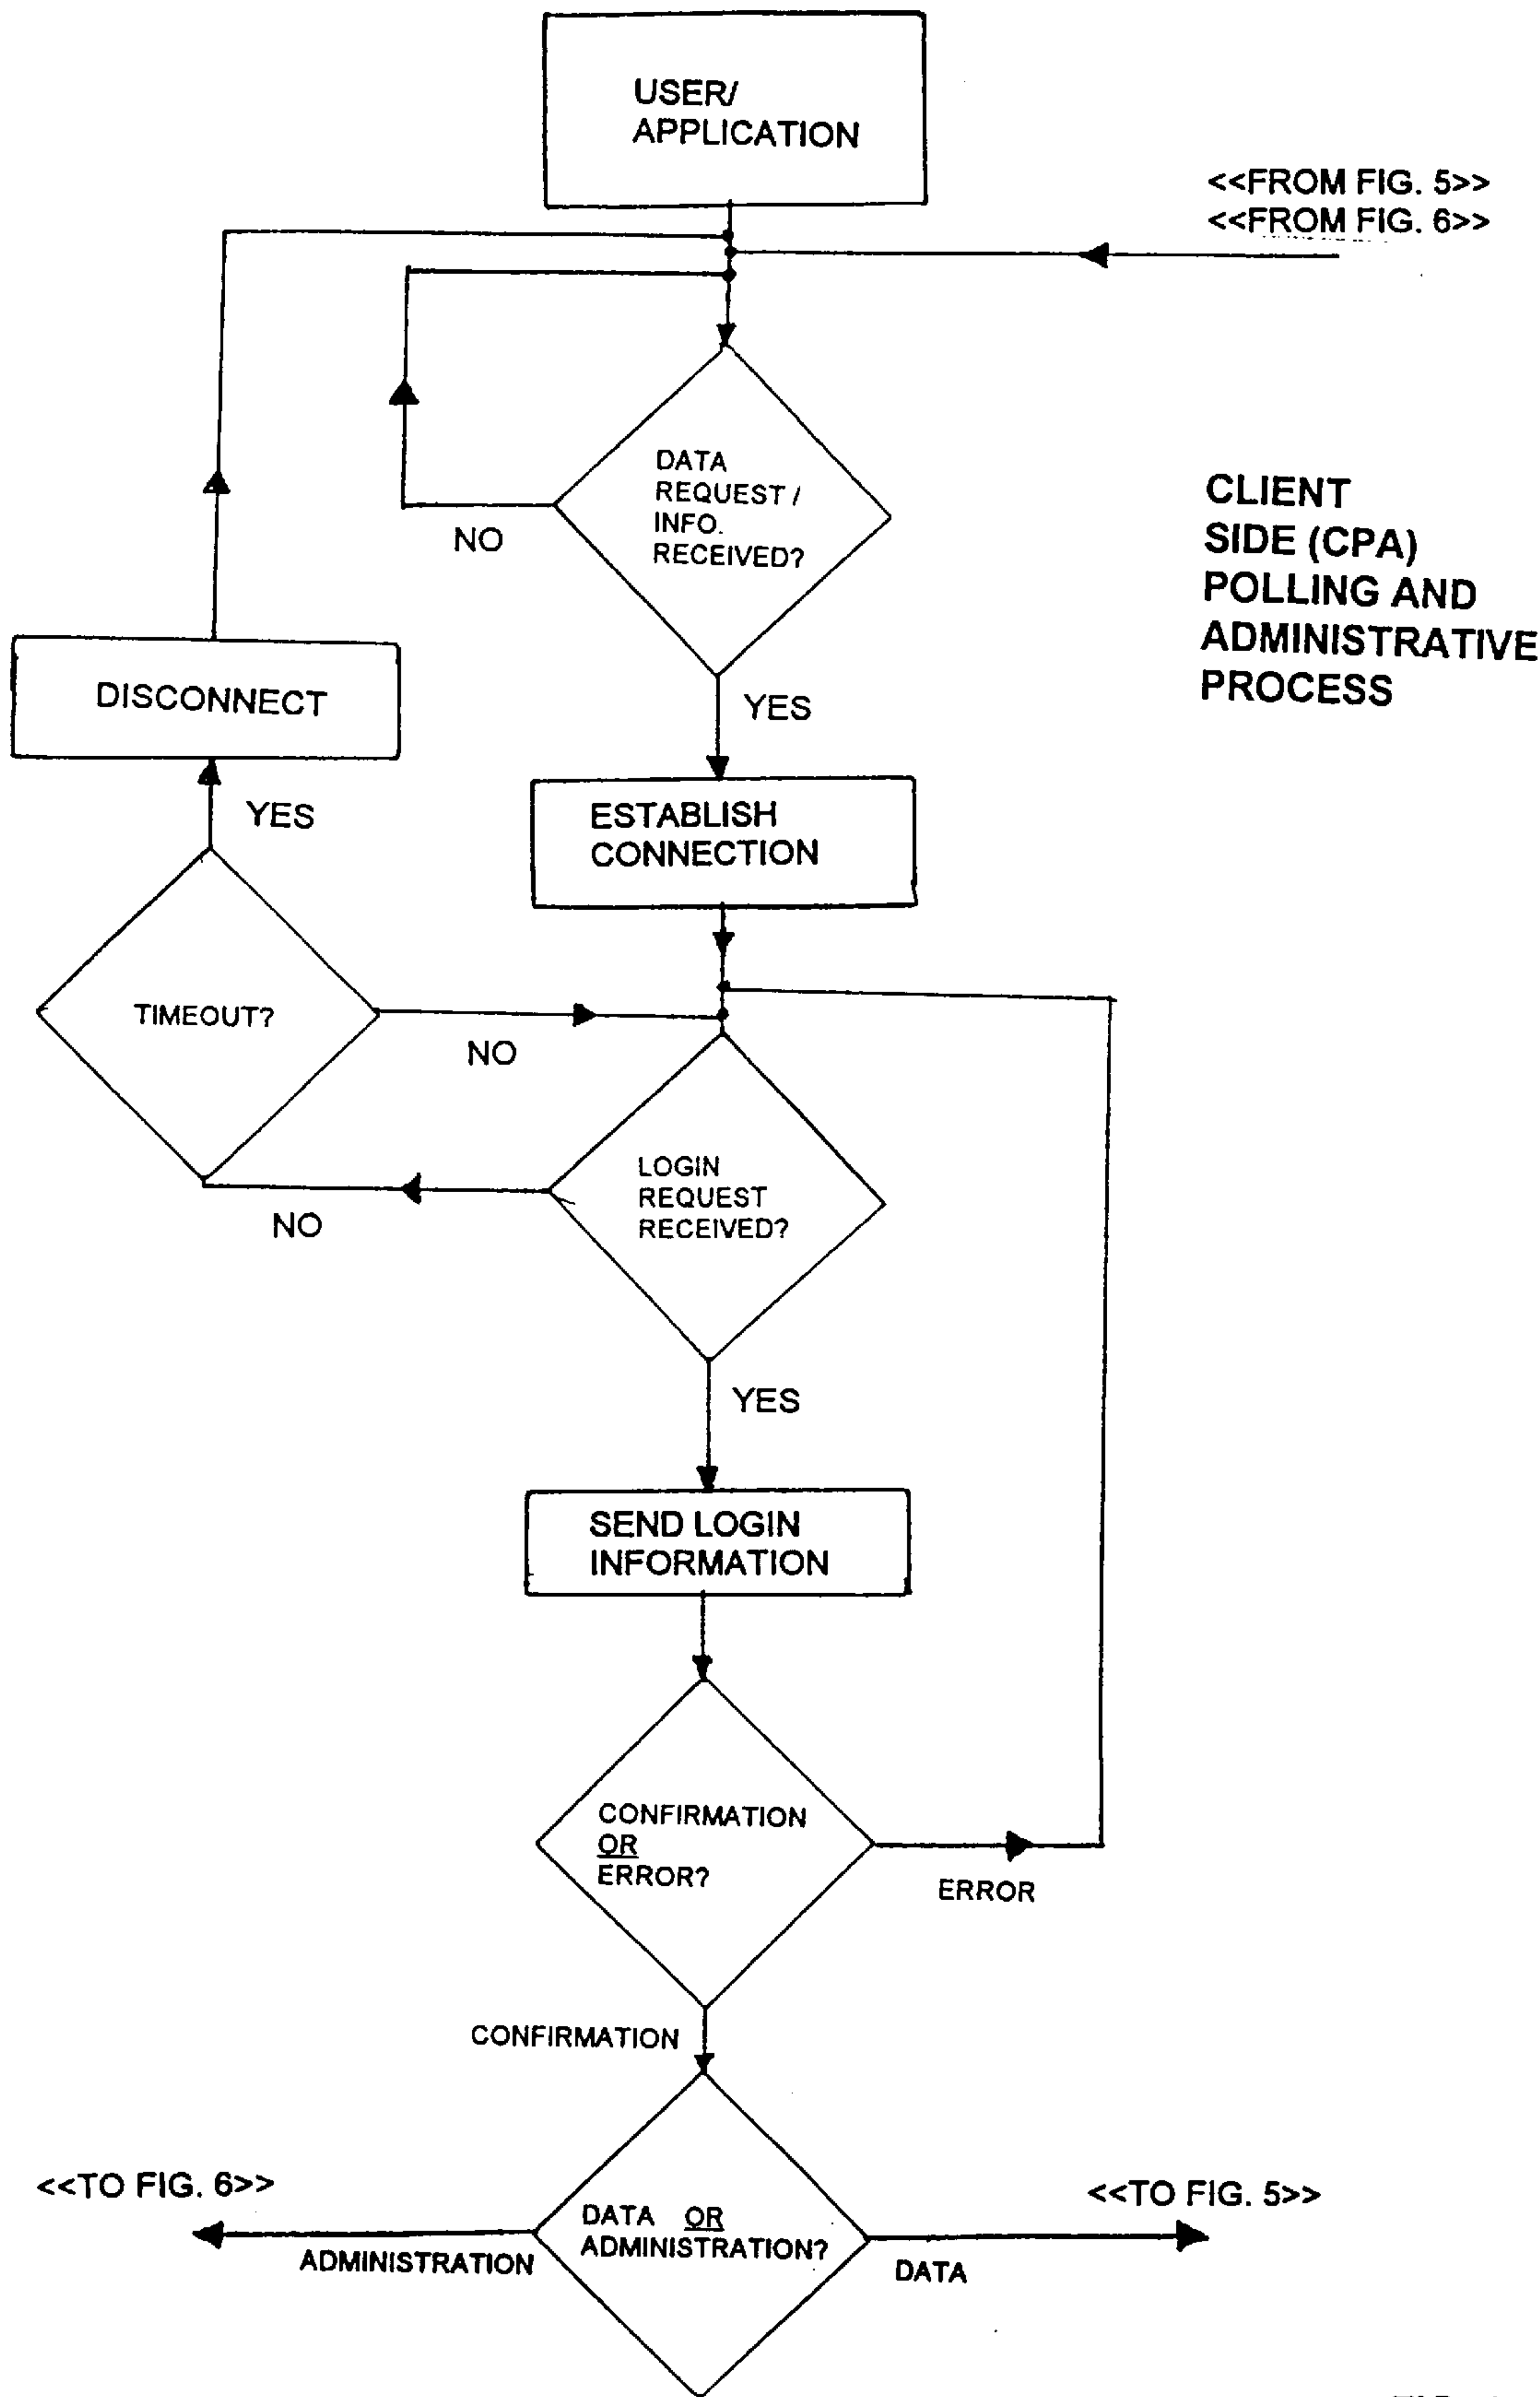 USER/
APPLICATION
<<FROM FIG. 5>>
<<FROM FIG. 6>>
DATA
REQUEST /
INFO.
RECEIVED?
NO
CLIENT
SIDE (CPA)
POLLING AND
ADMINISTRATIVE
PROCESS
DISCONNECT
YES
YES
ESTABLISH
CONNECTION
TIMEOUT?
NO
LOGIN
REQUEST
RECEIVED?
NO
YES
SEND LOGIN
INFORMATION
CONFIRMATION
OR
ERROR?
ERROR
CONFIRMATION
<<TO FIG. 6>>
<<TO FIG. 5>>
DATA OR
ADMINISTRATION?
ADMINISTRATION
DATA